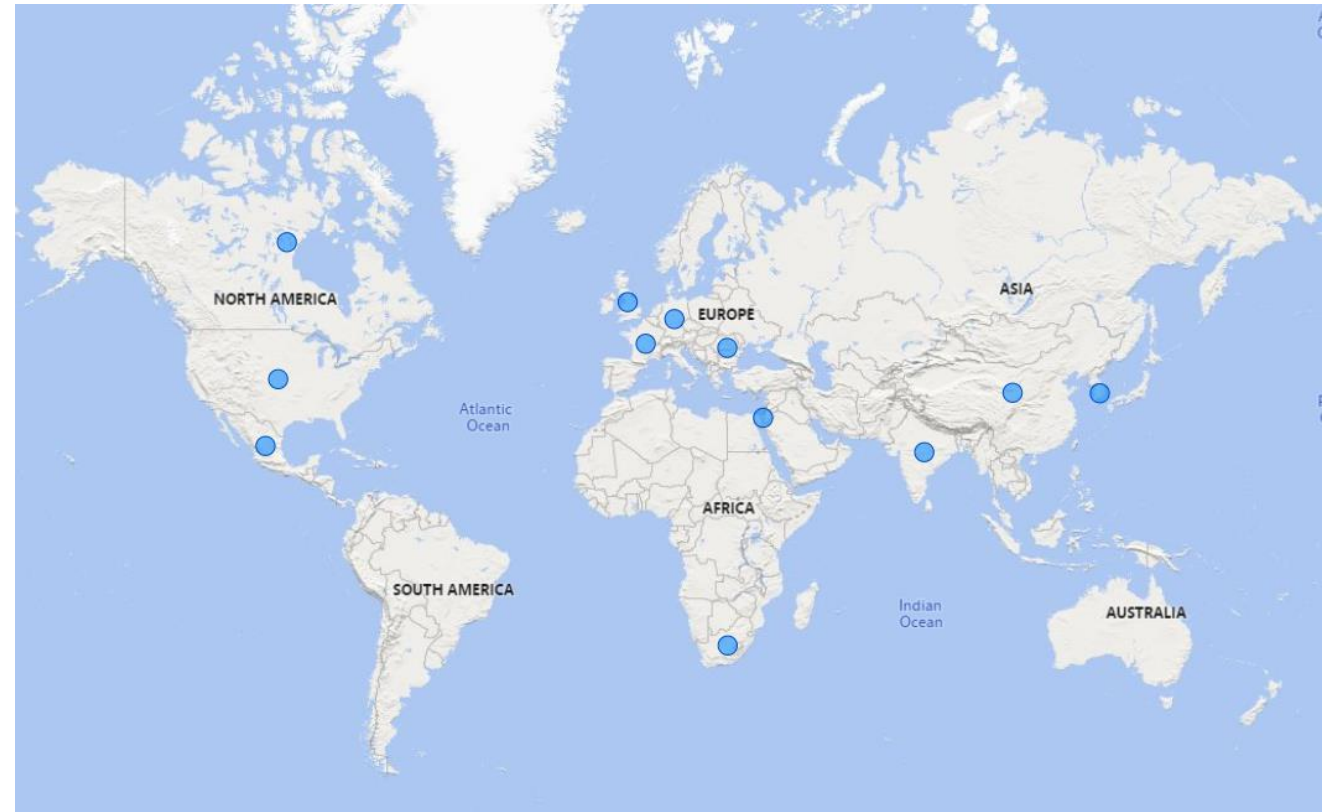 NORTH AMERICA
ASIA
EUROPE
Atlantic
Ocean
AFRICA
SOUTH AMERICA
Indian
Ocean
AUSTRALIA